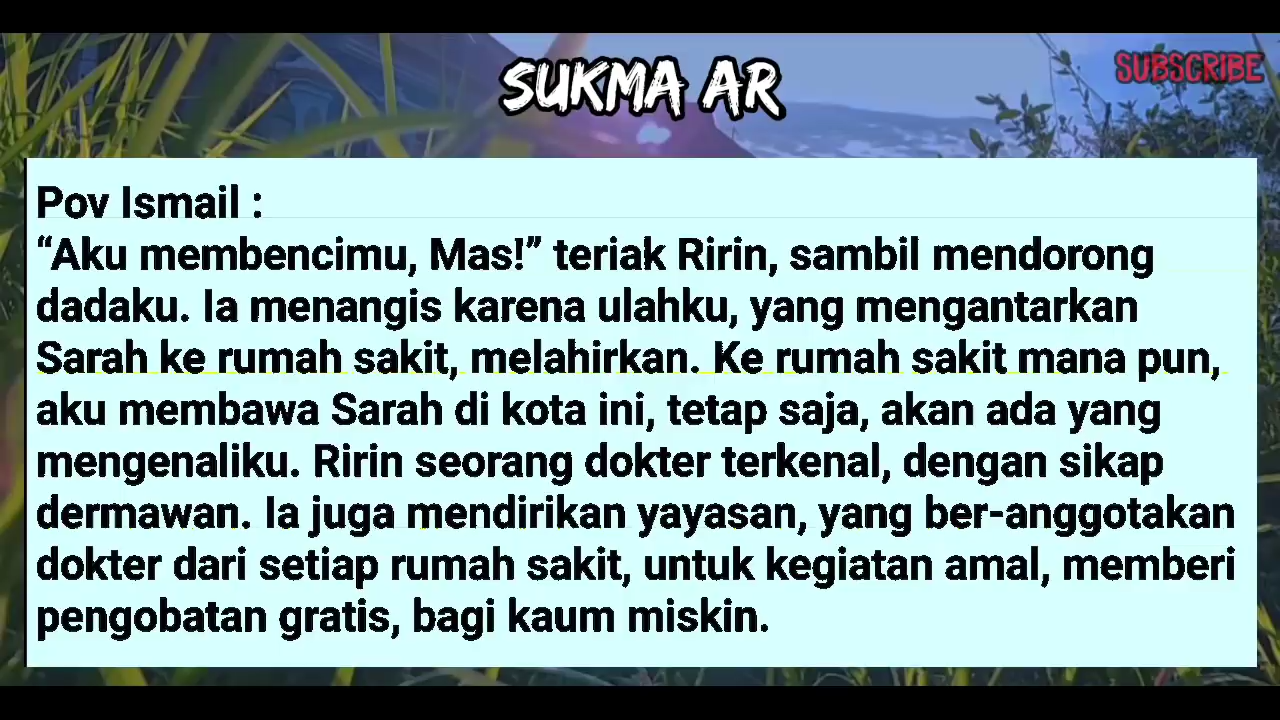 SUKMA AR
SUBSCRIBE
Pov Ismail :
“Aku membencimu, Mas!” teriak Ririn, sambil mendorong
dadaku. Ia menangis karena ulahku, yang mengantarkan
Sarah ke rumah sakit, melahirkan. Ke rumah sakit mana pun,
aku membawa Sarah di kota ini, tetap saja, akan ada yang
mengenaliku. Ririn seorang dokter terkenal, dengan sikap
dermawan. Ia juga mendirikan yayasan, yang ber-anggotakan
dokter dari setiap rumah sakit, untuk kegiatan amal, memberi
pengobatan gratis, bagi kaum miskin.